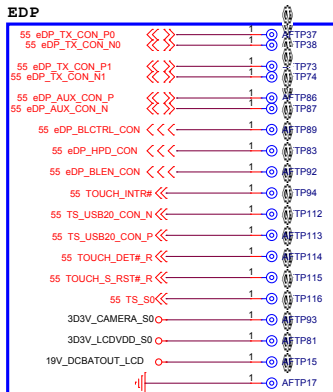 EDP
55 eDP_TX_CON_P0 1 AFTP37
55 eDP_TX_CON_N0 1 AFTP38
55 eDP_TX_CON_P1 1 AFTP73
55 eDP_TX_CON_N1 1 AFTP74
55 eDP_AUX_CON_P 1 AFTP86
55 eDP_AUX_CON_N 1 AFTP87
55 eDP_BLCTRL_CON 1 AFTP89
55 eDP_HPD_CON 1 AFTP83
55 eDP_BLEN_CON 1 AFTP92
55 TOUCH_INTR# 1 AFTP94
55 TS_USB20_CON_N 1 AFTP112
55 TS_USB20_CON_P 1 AFTP113
55 TOUCH_DET#_R 1 AFTP114
55 TOUCH_S_RST#_R 1 AFTP115
55 TS_S0 1 AFTP116
3D3V_CAMERA_S0 1 AFTP93
3D3V_LCDVDD_S0 1 AFTP81
19V_DCBATOUT_LCD 1 AFTP15
1 AFTP17